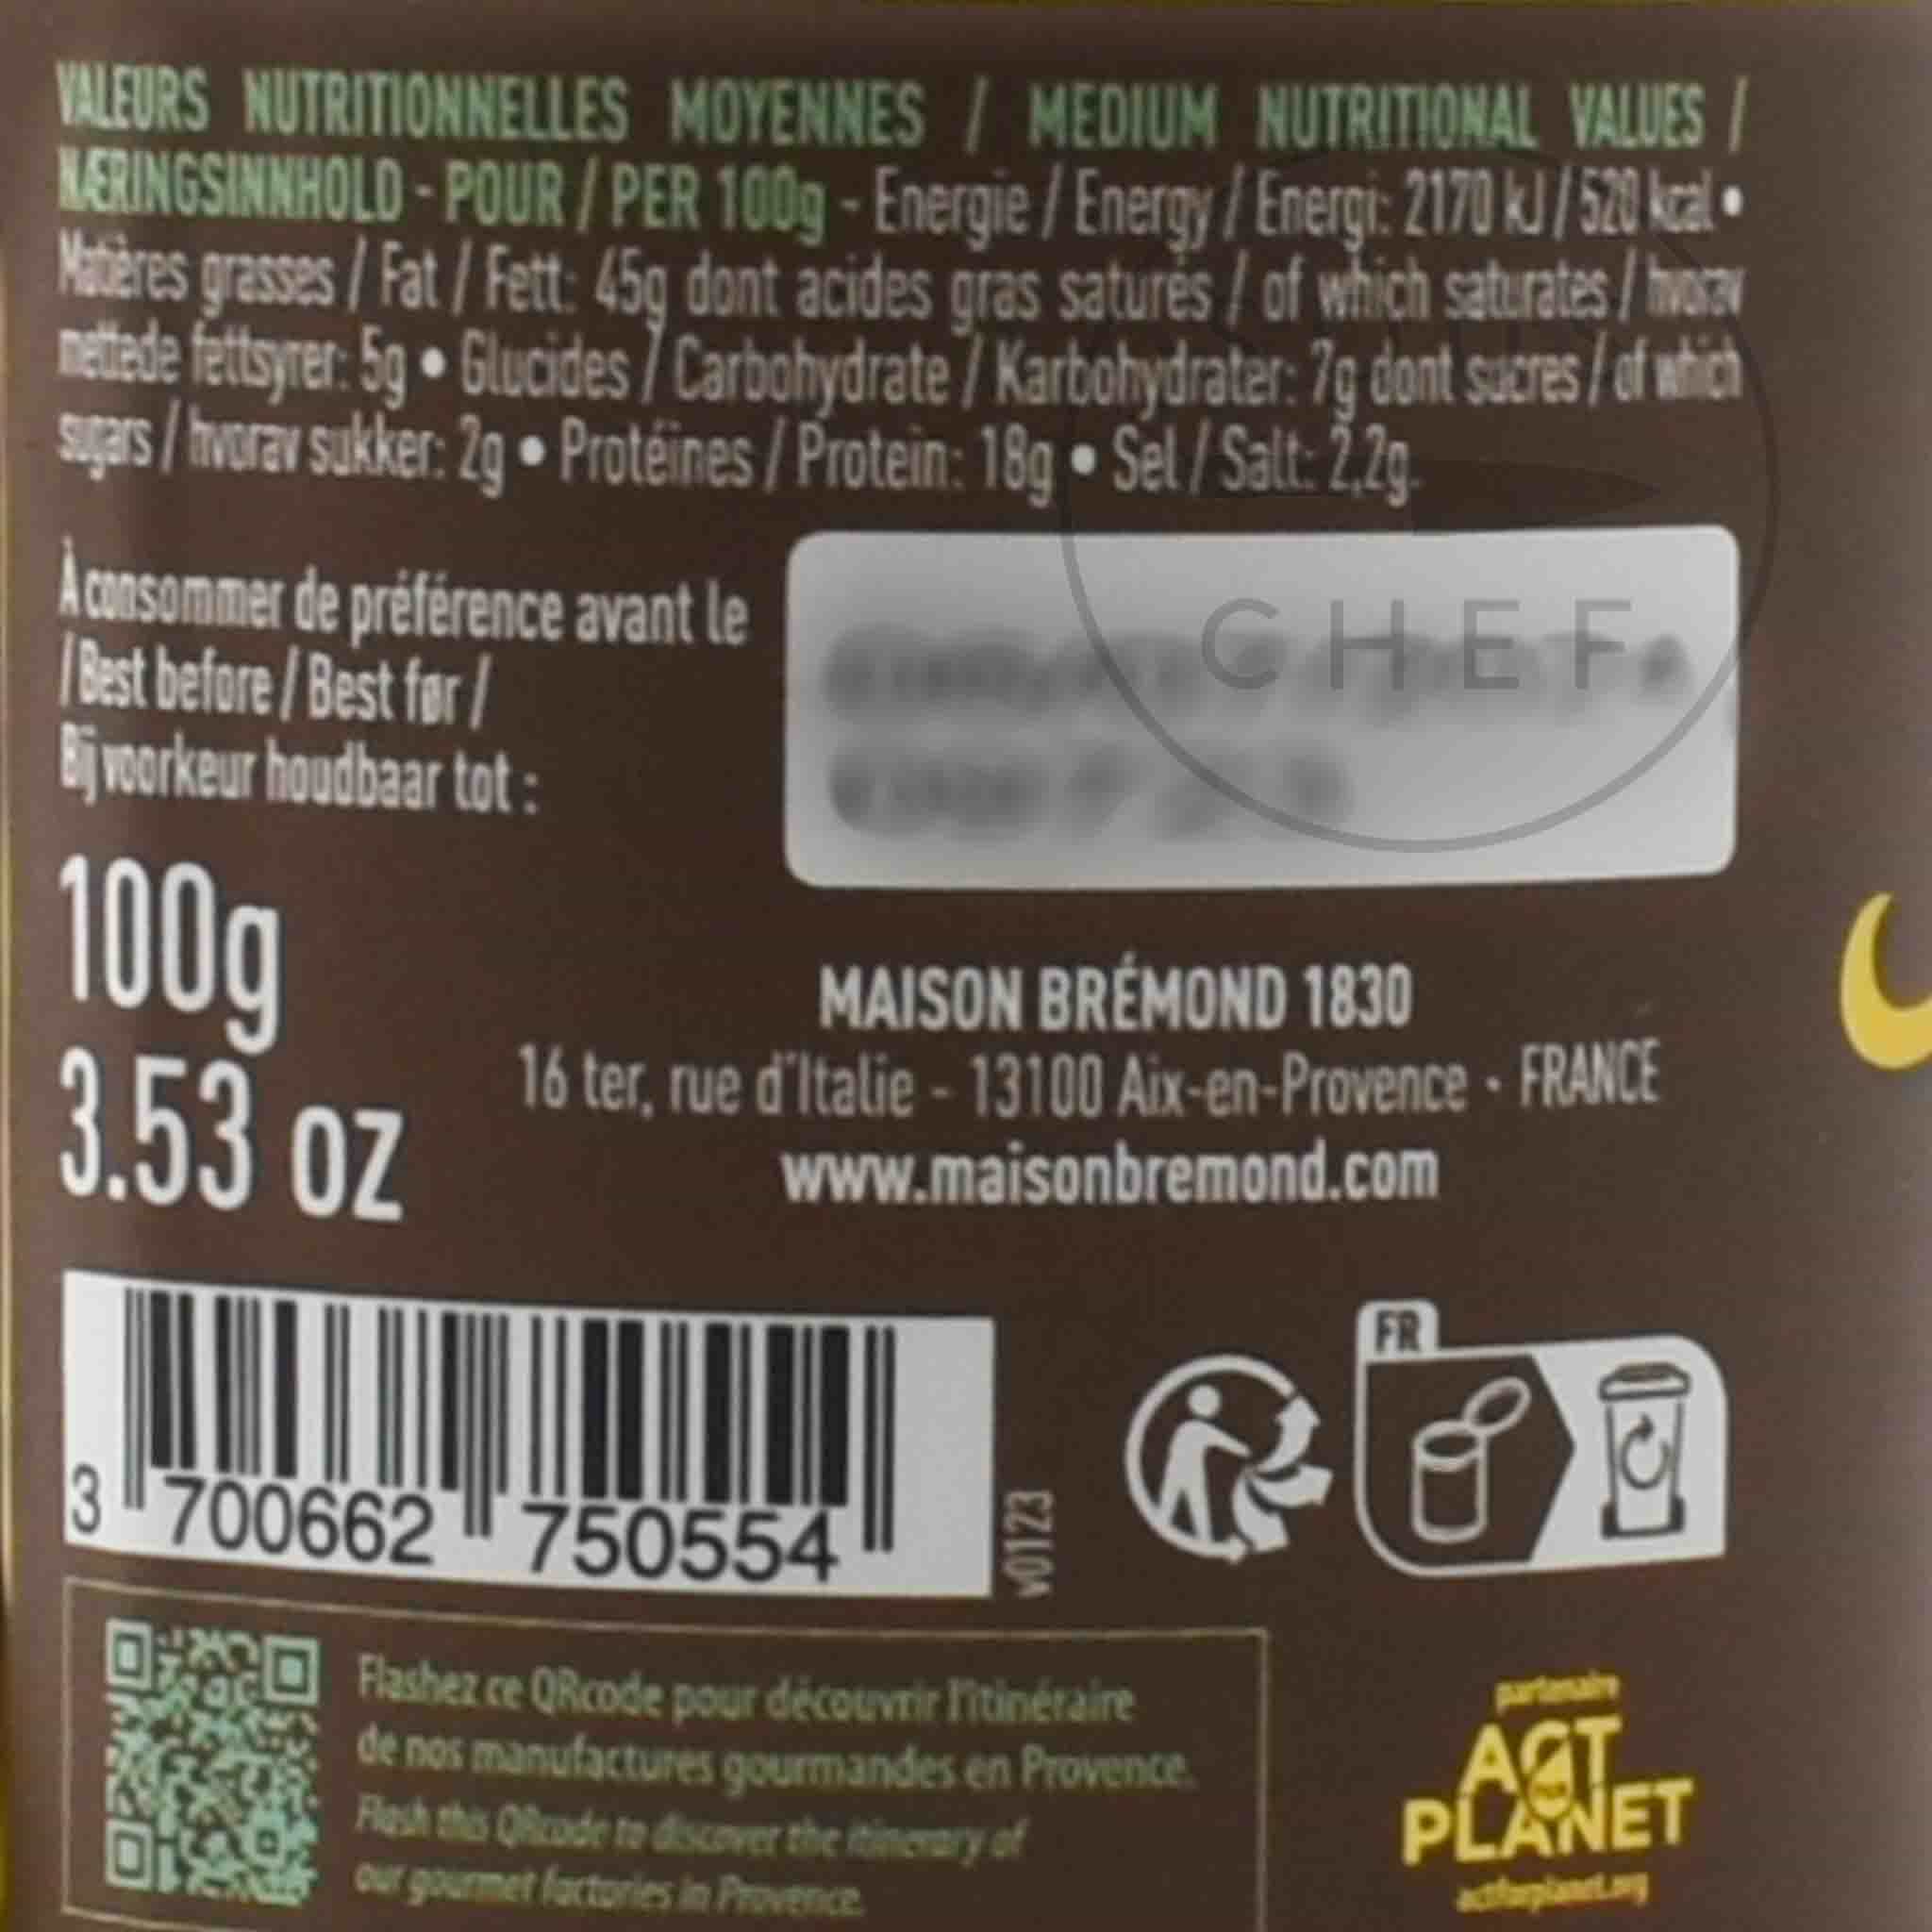 VALEURS NUTRITIONNELLES MOYENNES / MEDIUM NUTRITIONAL VALUES /
NÆRINGSINNHOLD - POUR / PER 100g - Energie / Energy / Energi: 2170 kJ / 520 kcal •
Matières grasses / Fat / Fett: 45g dont acides gras saturés / of which saturates / hvorav
mettede fettsyrer: 5g • Glucides / Carbohydrate / Karbohydrater: 7g dont sucres / of which
sugars / hvorav sukker: 2g • Protéines / Protein: 18g • Sel / Salt: 2,2g.
À consommer de préférence avant le
/ Best before / Best før /
Bij voorkeur houdbaar tot :
CHEF
100g
3.53 oz
MAISON BRÉMOND 1830
16 ter, rue d'Italie - 13100 Aix-en-Provence - FRANCE
www.maisonbremond.com
3 700662 750554
v0123
FR
Flashez ce QRcode pour découvrir l'itinéraire
de nos manufactures gourmandes en Provence.
Flash this QRcode to discover the itinerary of
our gourmet factories in Provence.
partenaire
ACT
PLANET
actforplanet.org